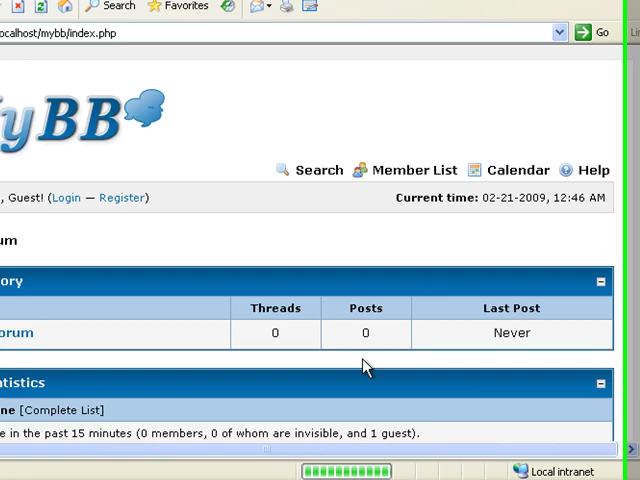 Search Favorites
ocalhost/mybb/index.php Go
yBB
Search Member List Calendar Help
, Guest! (Login — Register) Current time: 02-21-2009, 12:46 AM
um
ory
Threads Posts Last Post
orum 0 0 Never
tistics
ne [Complete List]
e in the past 15 minutes (0 members, 0 of whom are invisible, and 1 guest).
Local intranet